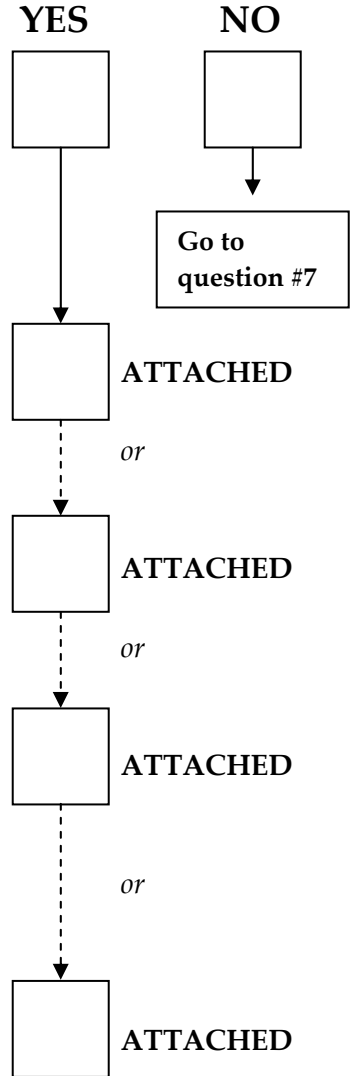 YES NO
Go to
question #7
ATTACHED
or
ATTACHED
or
ATTACHED
or
ATTACHED